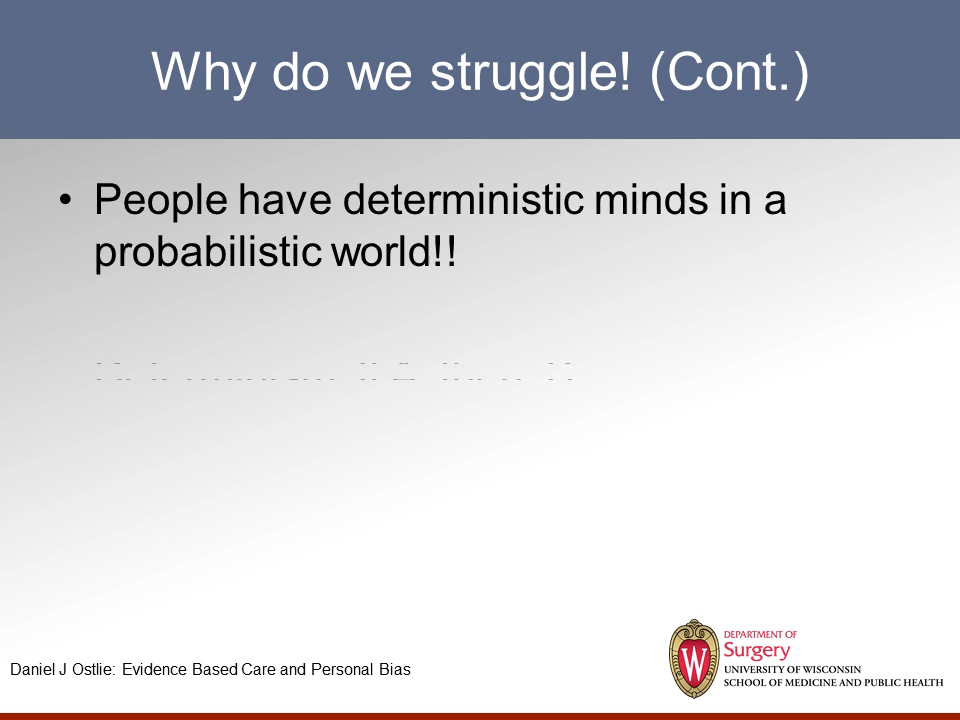 Why do we struggle! (Cont.)
• People have deterministic minds in a
probabilistic world!!
Daniel J Ostlie: Evidence Based Care and Personal Bias
W
DEPARTMENT OF
Surgery
UNIVERSITY OF WISCONSIN
SCHOOL OF MEDICINE AND PUBLIC HEALTH